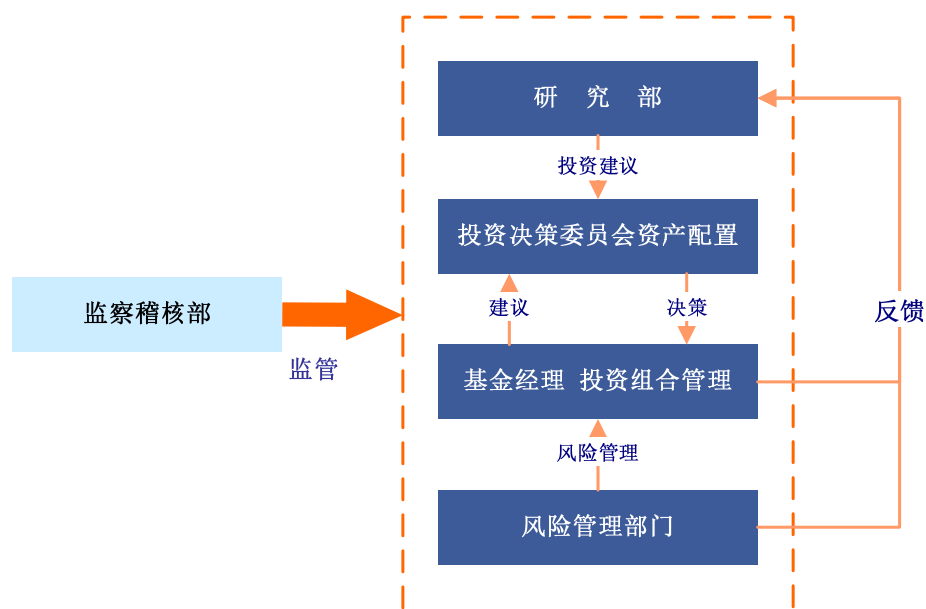 研 究 部
投资建议
投资决策委员会资产配置
建议
决策
监察稽核部
监管
反馈
基金经理 投资组合管理
风险管理
风险管理部门